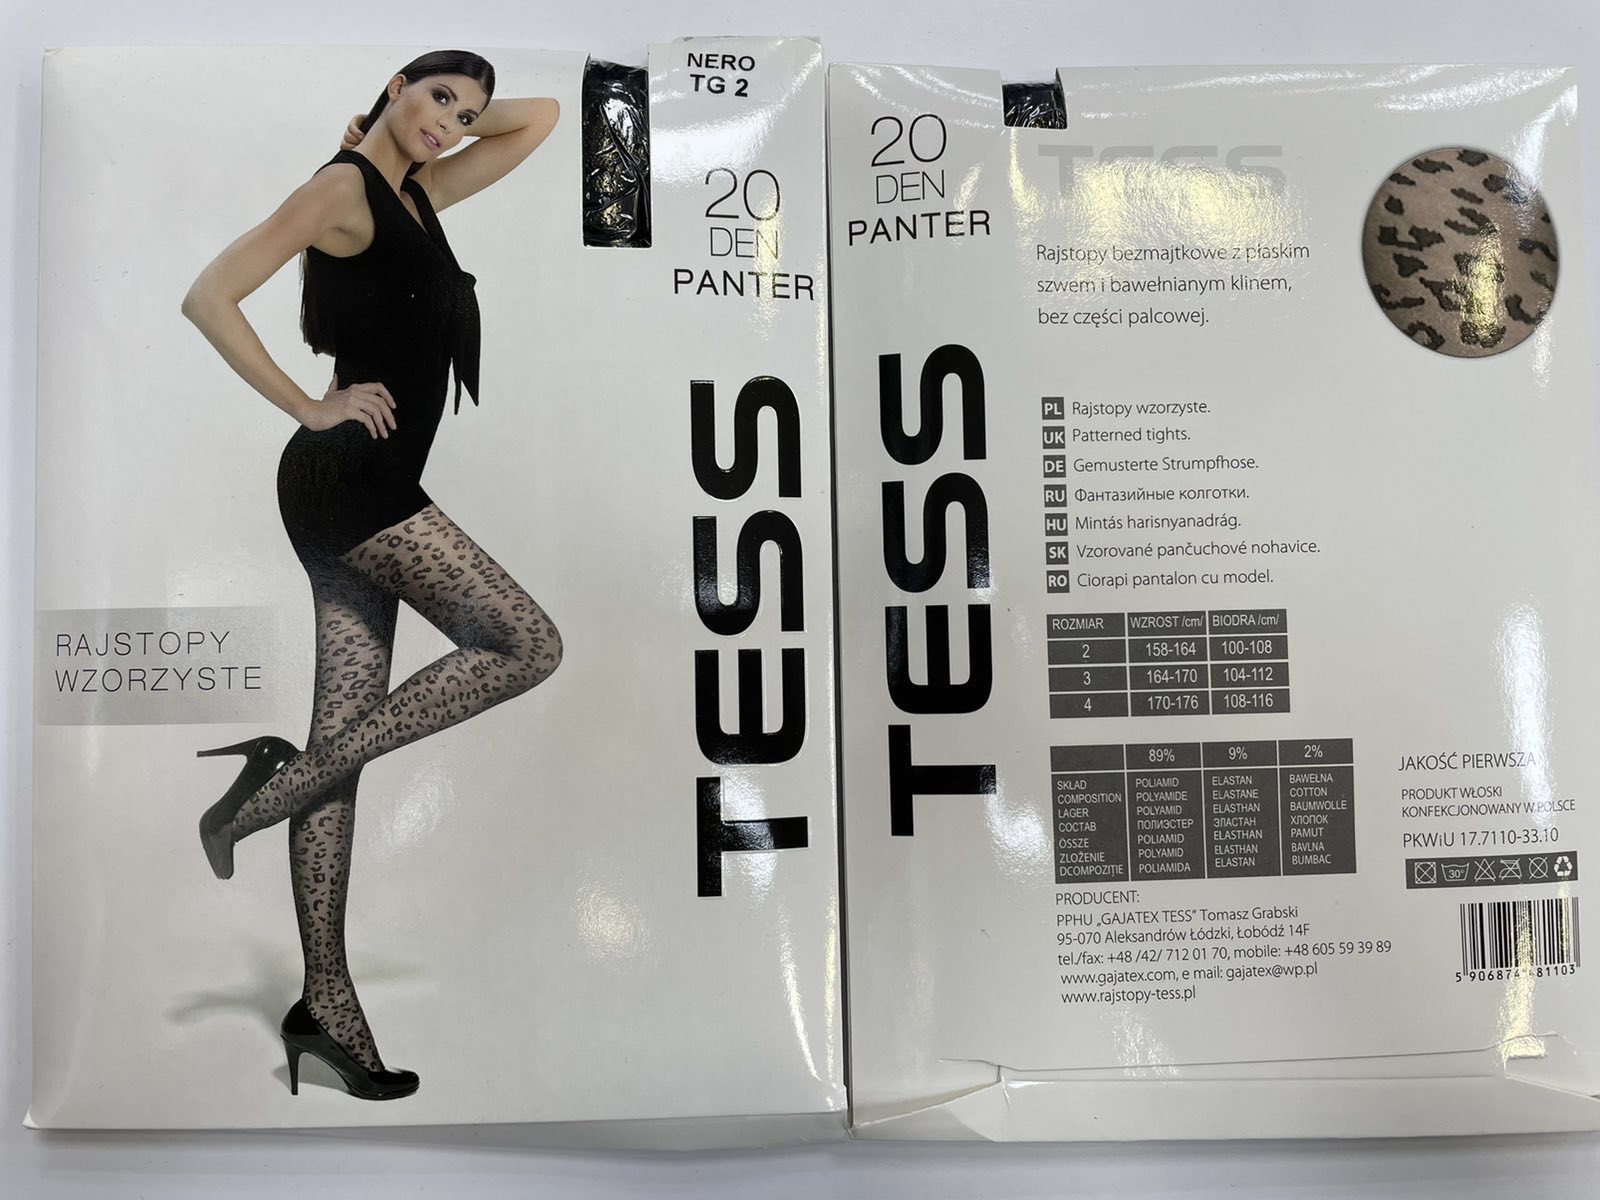 NERO
TG 2
20
DEN
PANTER
TESS
RAJSTOPY
WZORZYSTE
20
DEN
PANTER
TESS
TESS
Rajstopy bezmajtkowe z płaskim
szwem i bawełnianym klinem,
bez części palcowej.
PL Rajstopy wzorzyste.
UK Patterned tights.
DE Gemusterte Strumpfhose.
RU Фантазийные колготки.
HU Mintás harisnyanadrág.
SK Vzorované pančuchové nohavice.
RO Ciorapi pantalon cu model.
ROZMIAR WZROST /cm/ BIODRA /cm/
2 158-164 100-108
3 164-170 104-112
4 170-176 108-116
89% 9% 2%
SKŁAD POLIAMID ELASTAN BAWEŁNA
COMPOSITION POLYAMIDE ELASTANE COTTON
LAGER POLYAMID ELASTHAN BAUMWOLLE
СОСТАВ ПОЛИЭСТЕР ЭЛАСТАН ХЛОПОК
ÖSSZE POLIAMID ELASTHAN PAMUT
ZLOŽENIE POLYAMID ELASTHAN BAVLNA
DCOMPOZIŢIE POLIAMIDA ELASTAN BUMBAC
JAKOŚĆ PIERWSZA
PRODUKT WŁOSKI
KONFEKCJONOWANY W POLSCE
PKWiU 17.7110-33.10
30°
PRODUCENT:
PPHU „GAJATEX TESS" Tomasz Grabski
95-070 Aleksandrów Łódzki, Łobódź 14F
tel./fax: +48 /42/ 712 01 70, mobile: +48 605 59 39 89
www.gajatex.com, e mail: gajatex@wp.pl
www.rajstopy-tess.pl